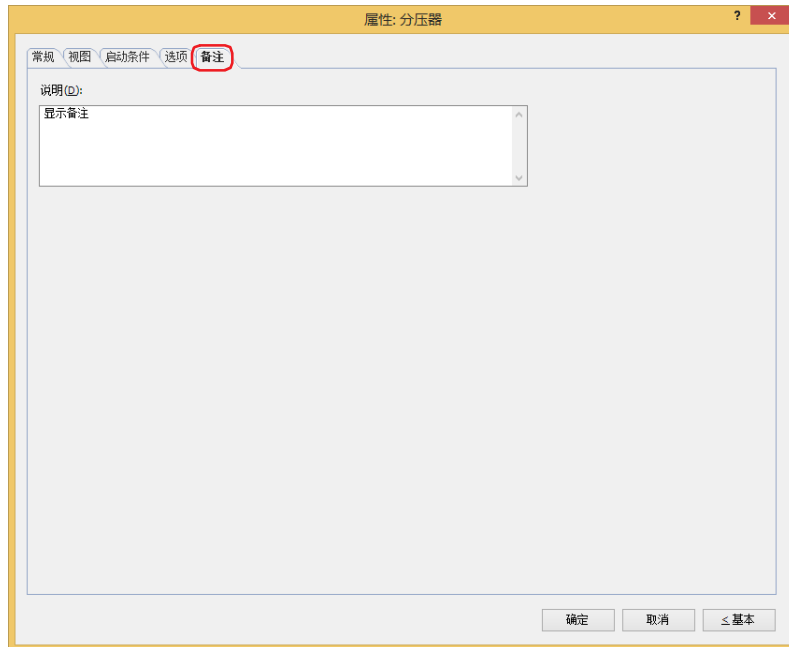 属性: 分压器
? ×
常规 视图 启动条件 选项 备注
说明(D):
显示备注
确定 取消 ≤基本